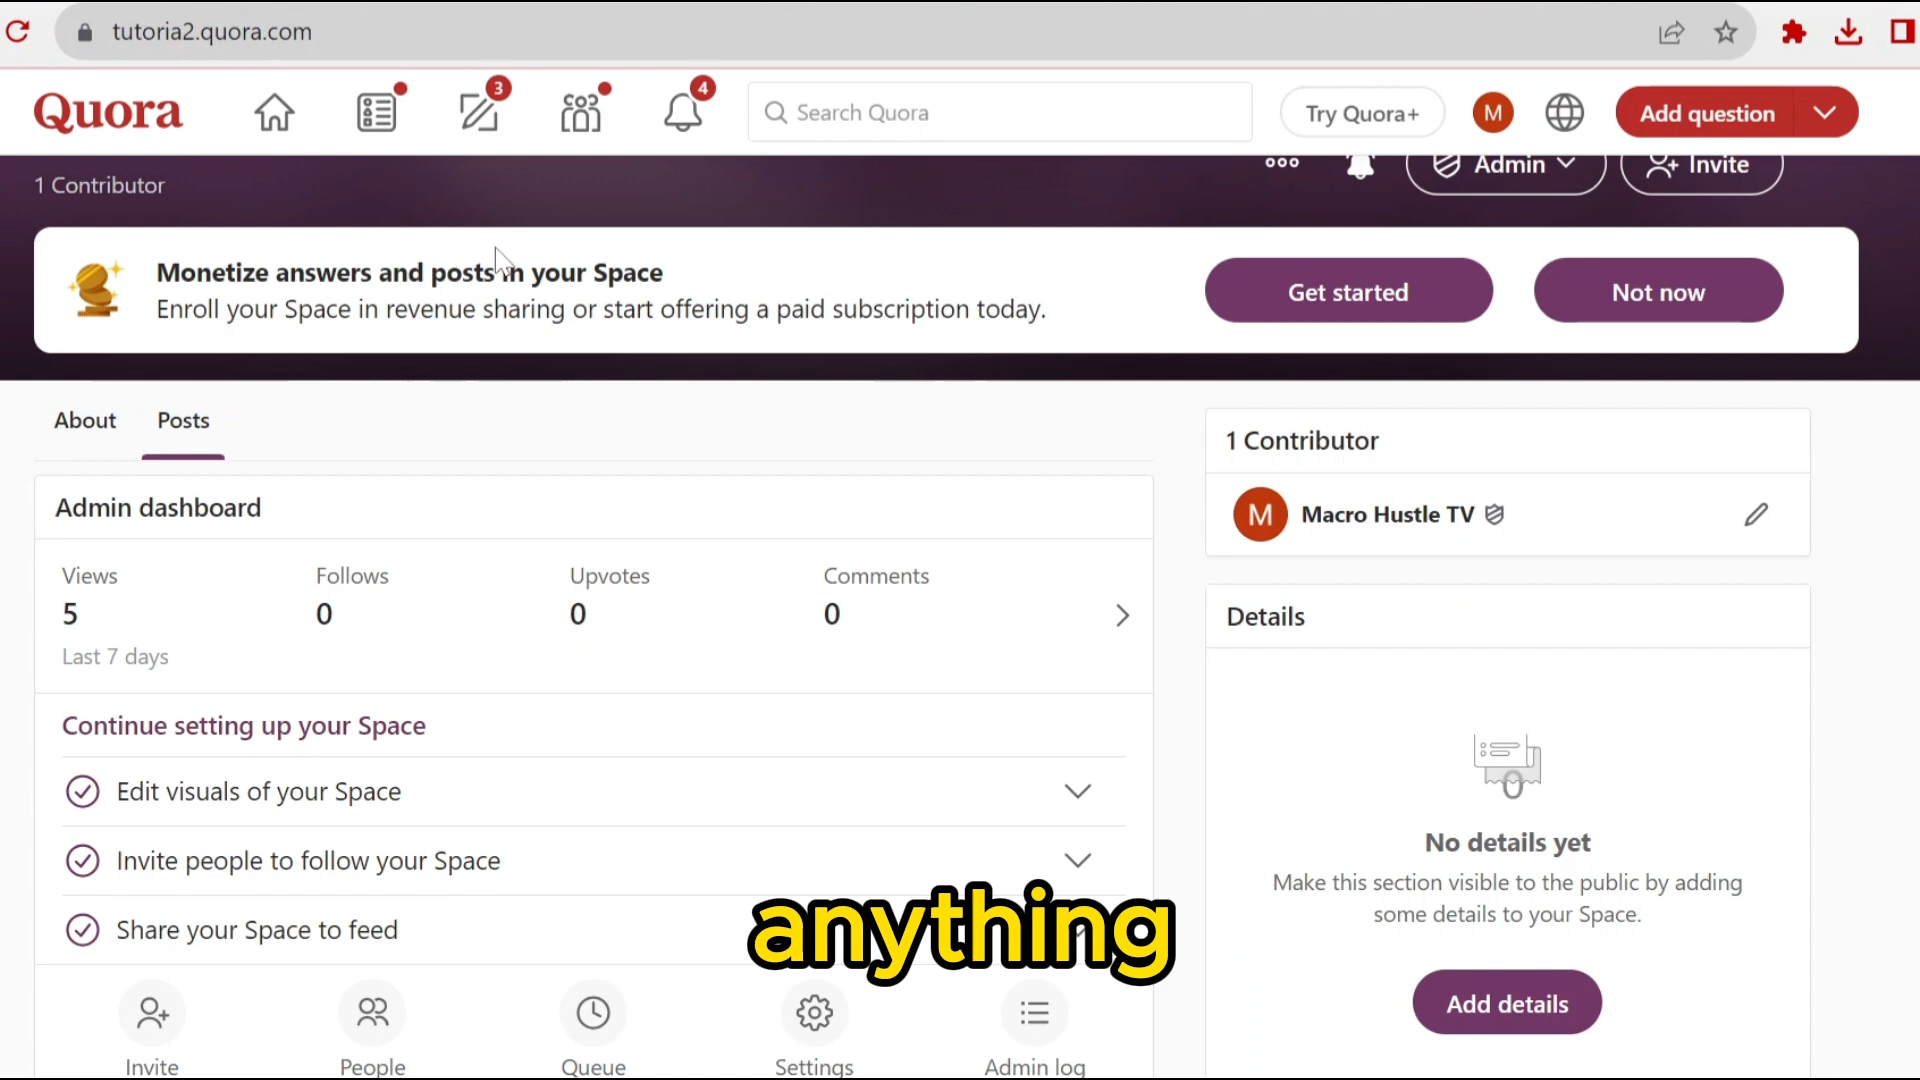 tutoria2.quora.com
Quora
3
4
Search Quora
Try Quora+
M
Add question
1 Contributor
Admin
Invite
Monetize answers and posts in your Space
Enroll your Space in revenue sharing or start offering a paid subscription today.
Get started
Not now
About
Posts
Admin dashboard
Views
Follows
Upvotes
Comments
5
0
0
0
Last 7 days
Continue setting up your Space
Edit visuals of your Space
Invite people to follow your Space
Share your Space to feed
Invite
People
Queue
Settings
Admin log
1 Contributor
M
Macro Hustle TV
Details
No details yet
Make this section visible to the public by adding
some details to your Space.
Add details
anything